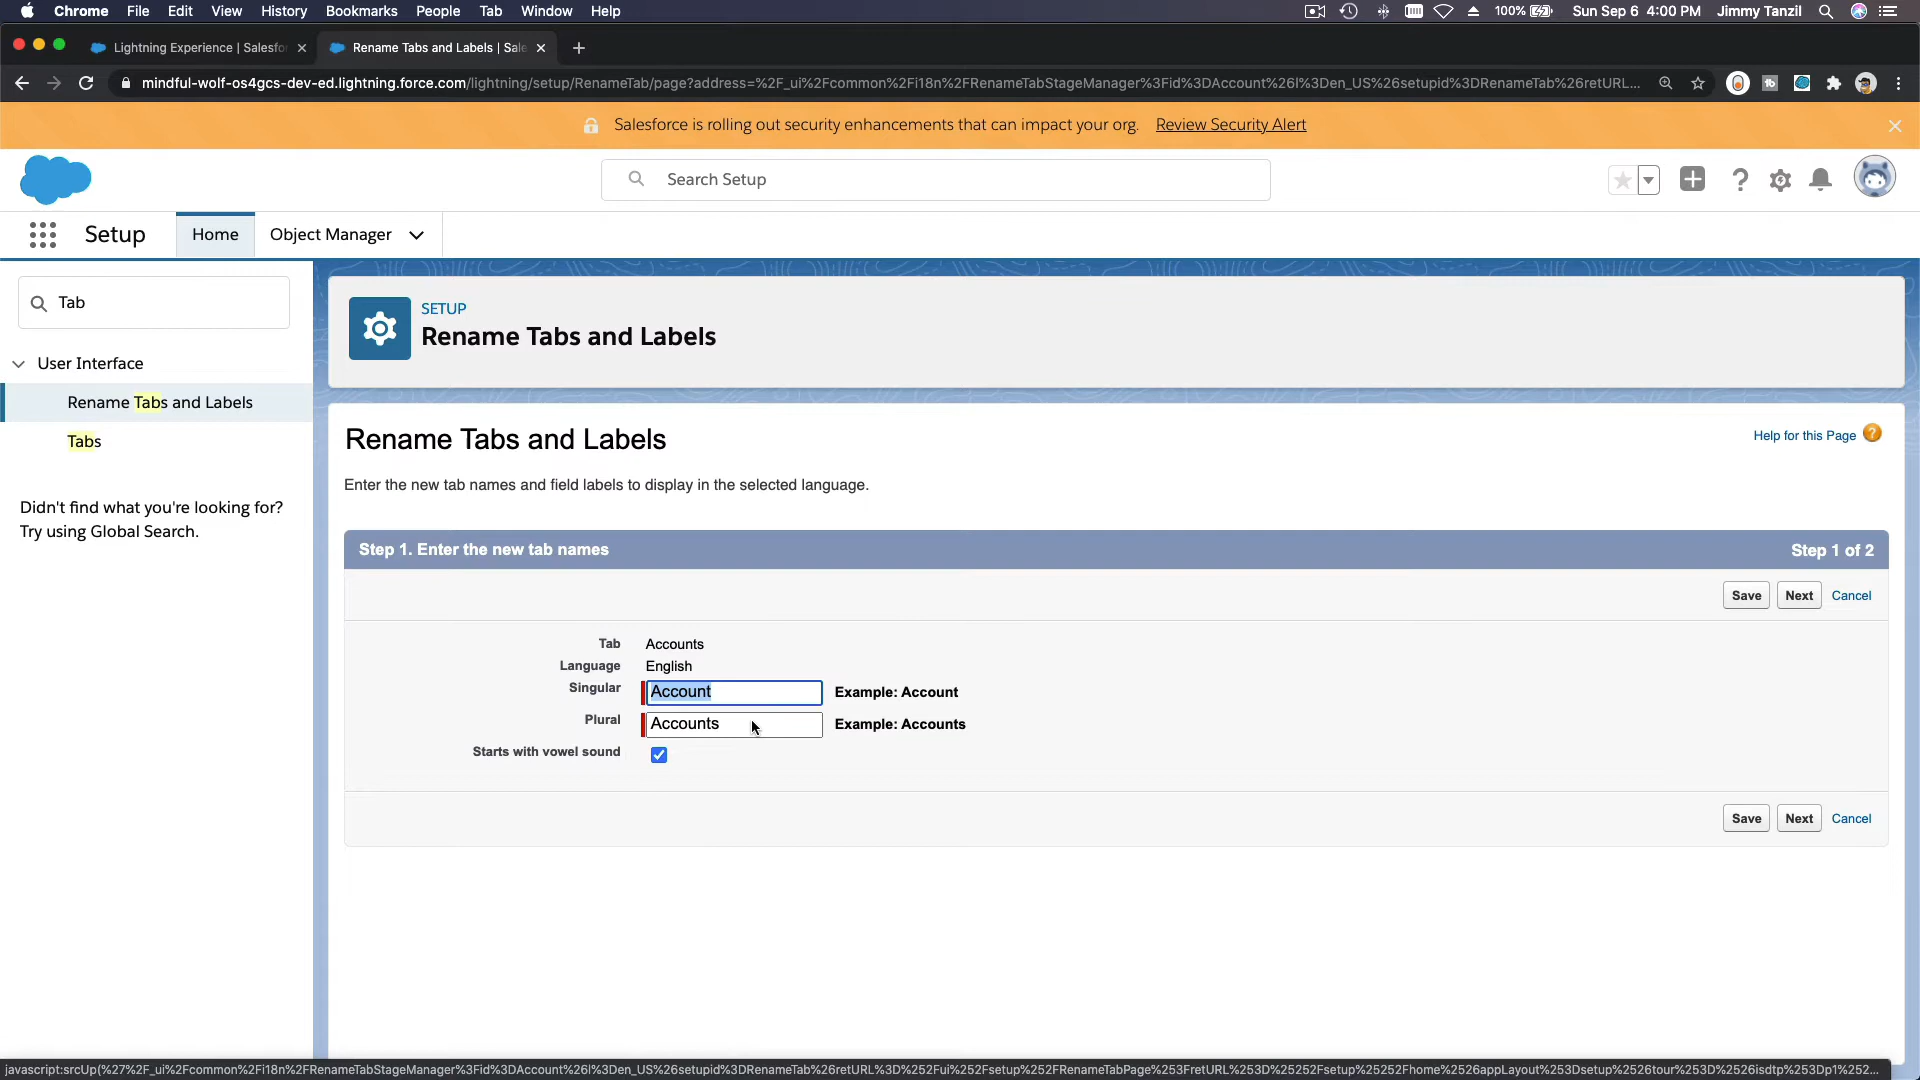 Chrome File Edit View History Bookmarks People Tab Window Help 100% Sun Sep 6 4:00 PM Jimmy Tanzil
Lightning Experience | Salesfor Rename Tabs and Labels | Sale
mindful-wolf-os4gcs-dev-ed.lightning.force.com/lightning/setup/RenameTab/page?address=%2F_ui%2Fcommon%2Fi18n%2FRenameTabStageManager%3Fid%3DAccount%26l%3Den_US%26setupid%3DRenameTab%26retURL...
Salesforce is rolling out security enhancements that can impact your org. Review Security Alert
Search Setup
Setup Home Object Manager
Tab
User Interface
Rename Tabs and Labels
Tabs
Didn't find what you're looking for?
Try using Global Search.
SETUP
Rename Tabs and Labels
Rename Tabs and Labels
Help for this Page ?
Enter the new tab names and field labels to display in the selected language.
Step 1. Enter the new tab names Step 1 of 2
Save Next Cancel
Tab Accounts
Language English
Singular Account Example: Account
Plural Accounts Example: Accounts
Starts with vowel sound
Save Next Cancel
javascript:srcUp(%27%2F_ui%2Fcommon%2Fi18n%2FRenameTabStageManager%3Fid%3DAccount%26l%3Den_US%26setupid%3DRenameTab%26retURL%3D%252Fui%252Fsetup%252FRenameTabPage%253FretURL%253D%25252Fsetup%25252Fhome%2526appLayout%253Dsetup%2526tour%253D%2526isdtp%253Dp1%252...